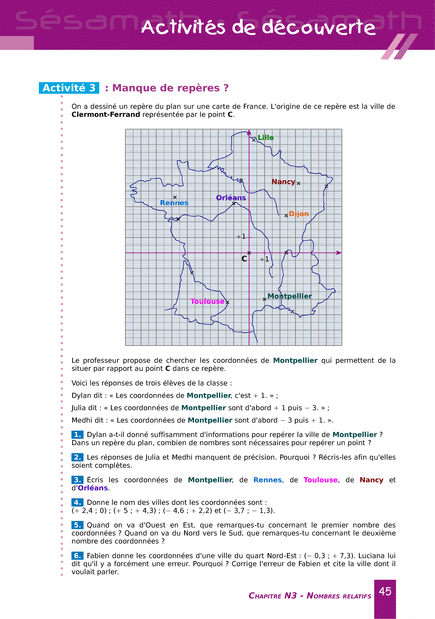 Sésamath Sésamath
Activités de découverte
Activité 3 : Manque de repères ?
On a dessiné un repère du plan sur une carte de France. L'origine de ce repère est la ville de
Clermont-Ferrand représentée par le point C.
Lille
Nancy
Orléans
Rennes
Dijon
+1
C +1
Montpellier
Toulouse
Le professeur propose de chercher les coordonnées de Montpellier qui permettent de la
situer par rapport au point C dans ce repère.
Voici les réponses de trois élèves de la classe :
Dylan dit : « Les coordonnées de Montpellier, c'est + 1. » ;
Julia dit : « Les coordonnées de Montpellier sont d'abord + 1 puis − 3. » ;
Medhi dit : « Les coordonnées de Montpellier sont d'abord − 3 puis + 1. ».
1. Dylan a-t-il donné suffisamment d'informations pour repérer la ville de Montpellier ?
Dans un repère du plan, combien de nombres sont nécessaires pour repérer un point ?
2. Les réponses de Julia et Medhi manquent de précision. Pourquoi ? Récris-les afin qu'elles
soient complètes.
3. Écris les coordonnées de Montpellier, de Rennes, de Toulouse, de Nancy et
d'Orléans.
4. Donne le nom des villes dont les coordonnées sont :
(+ 2,4 ; 0) ; (+ 5 ; + 4,3) ; (− 4,6 ; + 2,2) et (− 3,7 ; − 1,3).
5. Quand on va d'Ouest en Est, que remarques-tu concernant le premier nombre des
coordonnées ? Quand on va du Nord vers le Sud, que remarques-tu concernant le deuxième
nombre des coordonnées ?
6. Fabien donne les coordonnées d'une ville du quart Nord-Est : (− 0,3 ; + 7,3). Luciana lui
dit qu'il y a forcément une erreur. Pourquoi ? Corrige l'erreur de Fabien et cite la ville dont il
voulait parler.
CHAPITRE N3 - NOMBRES RELATIFS 45